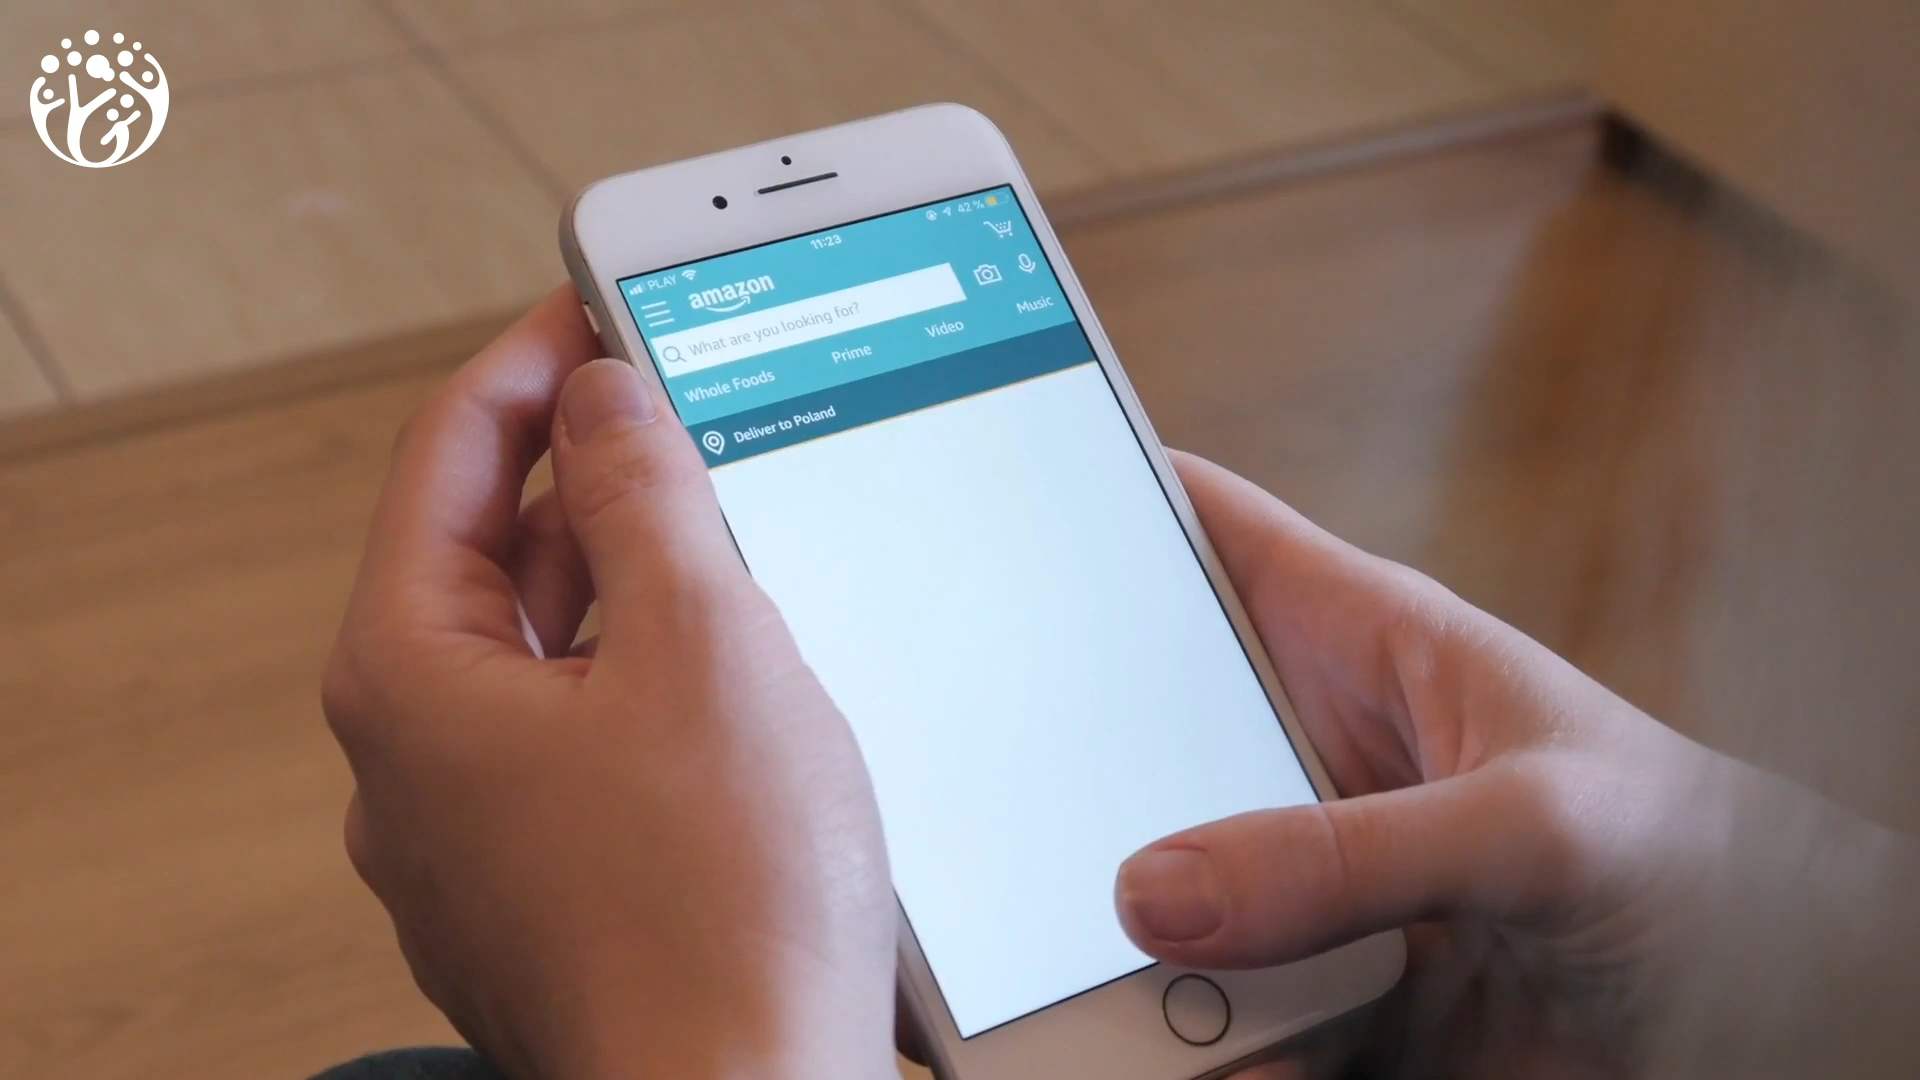 PLAY
11:23
42 %
amazon
What are you looking for?
Whole Foods
Prime
Video
Music
Deliver to Poland